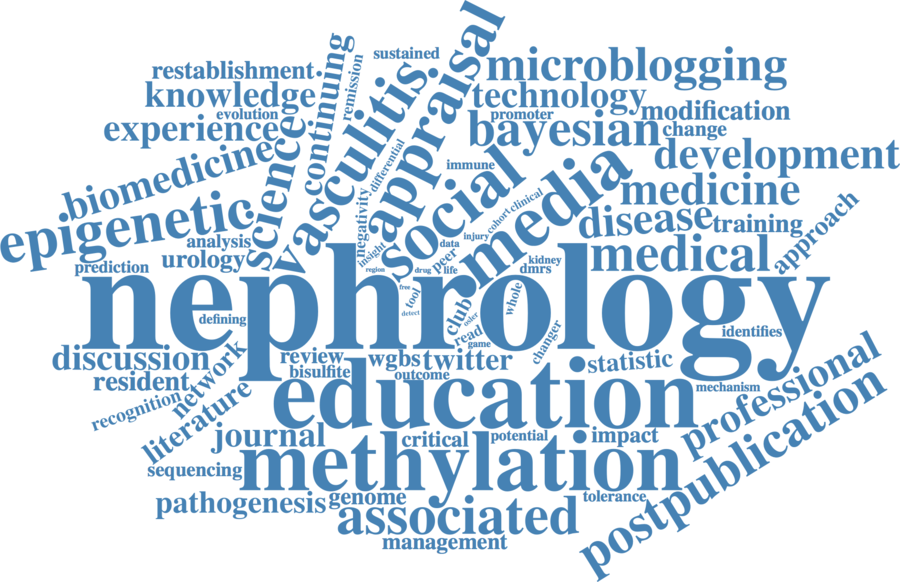 sustained
restablishment
continuing
remission
appraisal
microblogging
knowledge
technology
evolution
promoter
modification
experience
vasculitis
bayesian
change
science
differential
development
biomedicine
immune
social
media
medicine
epigenetic
negativity
clinical
cohort
disease
training
approach
analysis
insight
data
injury
urology
peer
medical
prediction
region
drug
life
kidney
dmrs
nephrology
free
tool
whole
detect
defining
club
osler
read
game
changer
identifies
discussion
network
review
wgbs
twitter
statistic
resident
bisulfite
outcome
education
mechanism
professional
recognition
literature
journal
critical
potential
impact
postpublication
sequencing
methylation
pathogenesis
genome
tolerance
associated
management